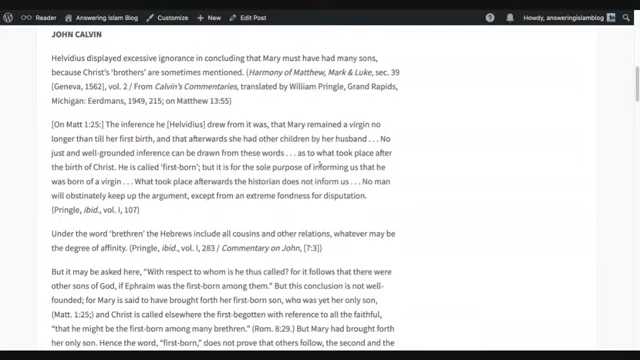 Reader Answering Islam Blog Customize New Edit Post Howdy, answeringislamblog
JOHN CALVIN
Helvidius displayed excessive ignorance in concluding that Mary must have had many sons,
because Christ's 'brothers' are sometimes mentioned. (Harmony of Matthew, Mark & Luke, sec. 39
[Geneva, 1562], vol. 2 / From Calvin's Commentaries, translated by William Pringle, Grand Rapids,
Michigan: Eerdmans, 1949, 215; on Matthew 13:55)
[On Matt 1:25:] The inference he [Helvidius] drew from it was, that Mary remained a virgin no
longer than till her first birth, and that afterwards she had other children by her husband . . . No
just and well-grounded inference can be drawn from these words . . . as to what took place after
the birth of Christ. He is called 'first-born'; but it is for the sole purpose of informing us that he
was born of a virgin . . . What took place afterwards the historian does not inform us . . . No man
will obstinately keep up the argument, except from an extreme fondness for disputation.
(Pringle, ibid., vol. I, 107)
Under the word 'brethren' the Hebrews include all cousins and other relations, whatever may be
the degree of affinity. (Pringle, ibid., vol. I, 283 / Commentary on John, [7:3])
But it may be asked here, "With respect to whom is he thus called? for it follows that there were
other sons of God, if Ephraim was the first-born among them." But this conclusion is not well-
founded; for Mary is said to have brought forth her first-born son, who was yet her only son,
(Matt. 1:25;) and Christ is called elsewhere the first-begotten with reference to all the faithful,
"that he might be the first-born among many brethren." (Rom. 8:29.) But Mary had brought forth
her only son. Hence the word, "first-born," does not prove that others follow, the second and the